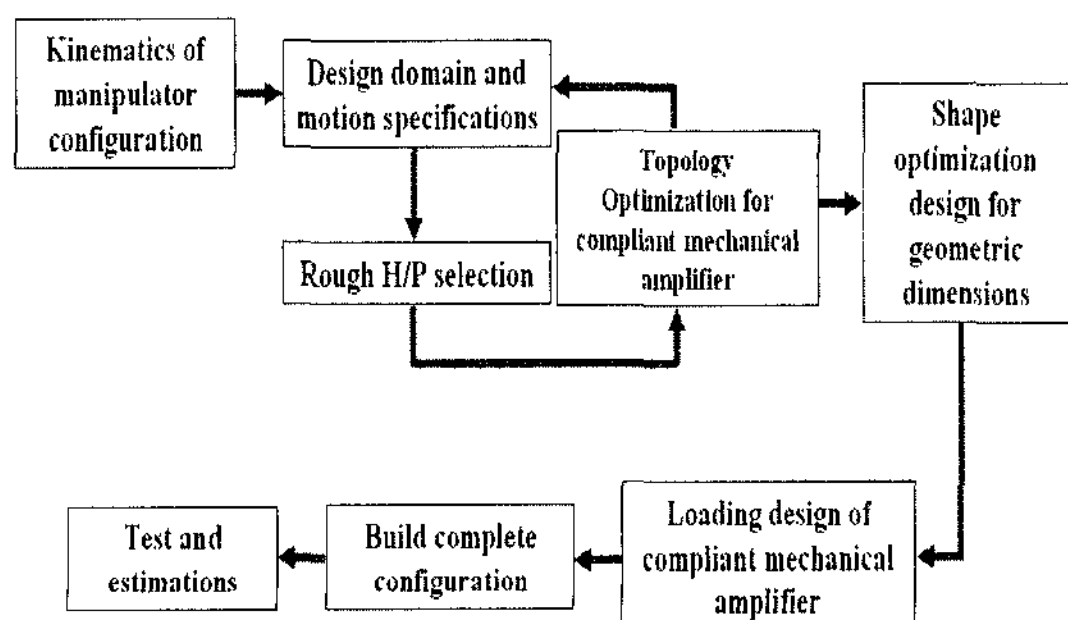 Kinematics of
manipulator
configuration
Design domain and
motion specifications
Rough H/P selection
Topology
Optimization for
compliant mechanical
amplifier
Shape
optimization
design for
geometric
dimensions
Loading design of
compliant mechanical
amplifier
Build complete
configuration
Test and
estimations